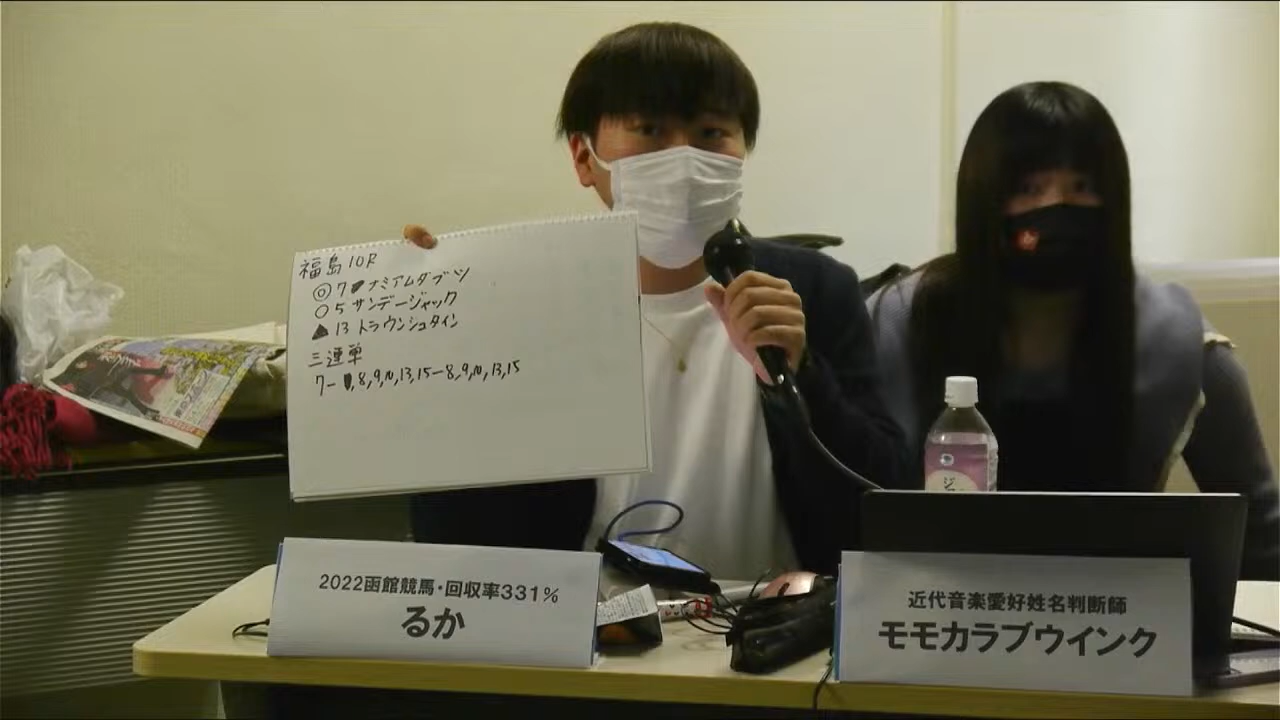 福島10R
◎7 ナミアムダブツ
○5 サンデージャック
▲13 トラウンシュタイン
三連単
7-8,9,10,13,15-8,9,10,13,15
2022函館競馬・回収率331%
るか
近代音楽愛好姓名判断師
モモカラブウインク
ジ